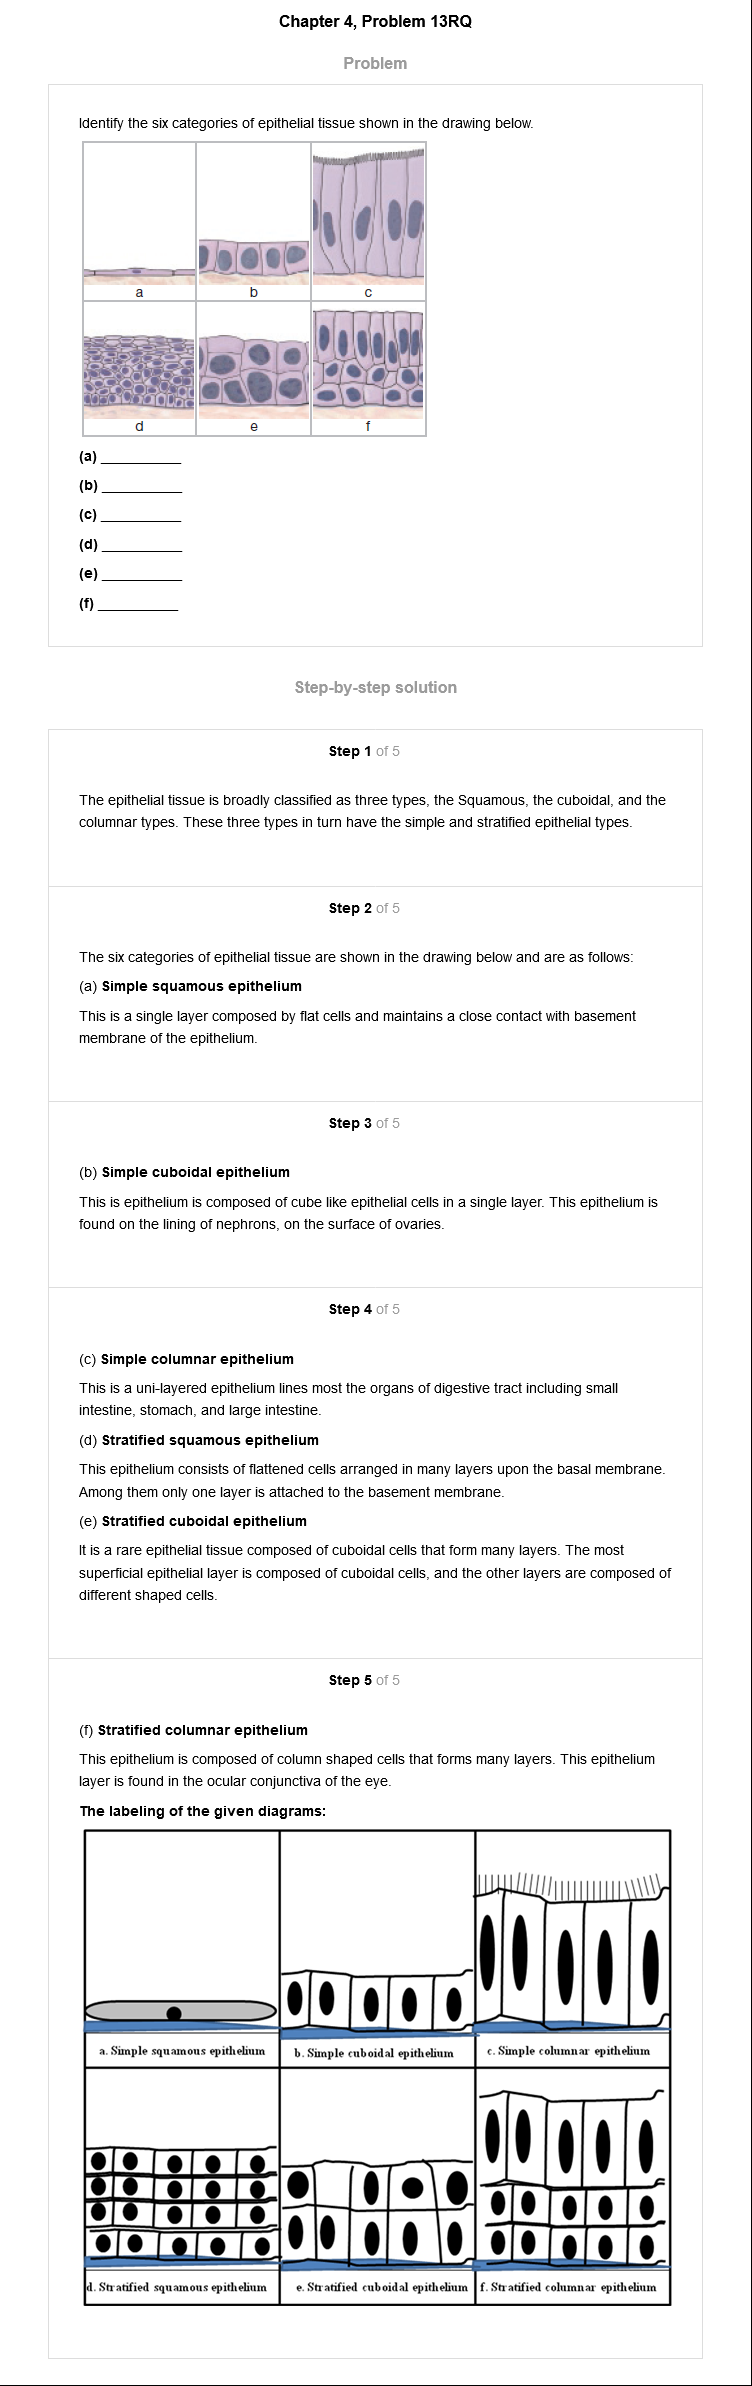 Chapter 4, Problem 13RQ
Problem
Identify the six categories of epithelial tissue shown in the drawing below.
a
b
c
d
e
f
(a) __________
(b) __________
(c) __________
(d) __________
(e) __________
(f) __________
Step-by-step solution
Step 1 of 5
The epithelial tissue is broadly classified as three types, the Squamous, the cuboidal, and the
columnar types. These three types in turn have the simple and stratified epithelial types.
Step 2 of 5
The six categories of epithelial tissue are shown in the drawing below and are as follows:
(a) Simple squamous epithelium
This is a single layer composed by flat cells and maintains a close contact with basement
membrane of the epithelium.
Step 3 of 5
(b) Simple cuboidal epithelium
This is epithelium is composed of cube like epithelial cells in a single layer. This epithelium is
found on the lining of nephrons, on the surface of ovaries.
Step 4 of 5
(c) Simple columnar epithelium
This is a uni-layered epithelium lines most the organs of digestive tract including small
intestine, stomach, and large intestine.
(d) Stratified squamous epithelium
This epithelium consists of flattened cells arranged in many layers upon the basal membrane.
Among them only one layer is attached to the basement membrane.
(e) Stratified cuboidal epithelium
It is a rare epithelial tissue composed of cuboidal cells that form many layers. The most
superficial epithelial layer is composed of cuboidal cells, and the other layers are composed of
different shaped cells.
Step 5 of 5
(f) Stratified columnar epithelium
This epithelium is composed of column shaped cells that forms many layers. This epithelium
layer is found in the ocular conjunctiva of the eye.
The labeling of the given diagrams:
a. Simple squamous epithelium
b. Simple cuboidal epithelium
c. Simple columnar epithelium
d. Stratified squamous epithelium
e. Stratified cuboidal epithelium
f. Stratified columnar epithelium